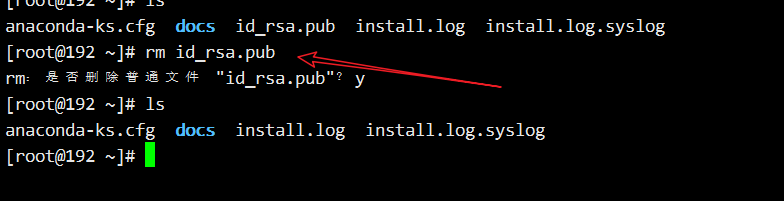 [root@192 ~]# ls
anaconda-ks.cfg docs id_rsa.pub install.log install.log.syslog
[root@192 ~]# rm id_rsa.pub
rm：是否删除普通文件 "id_rsa.pub"？y
[root@192 ~]# ls
anaconda-ks.cfg docs install.log install.log.syslog
[root@192 ~]#